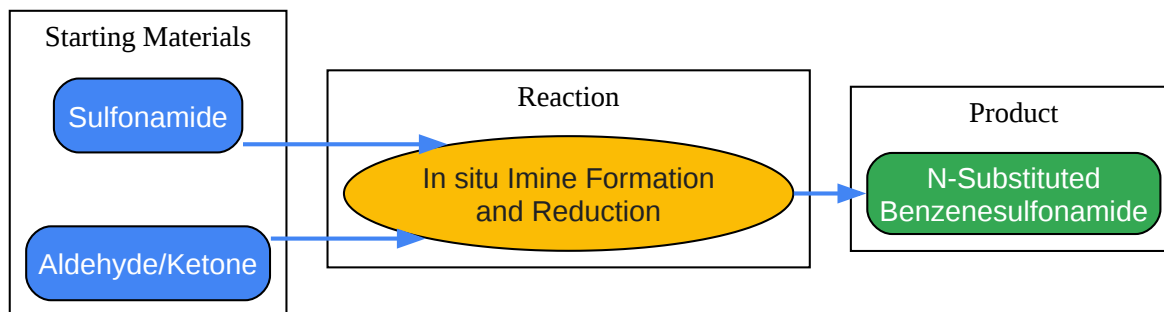 Starting Materials
Sulfonamide
Aldehyde/Ketone
Reaction
In situ Imine Formation
and Reduction
Product
N-Substituted
Benzenesulfonamide